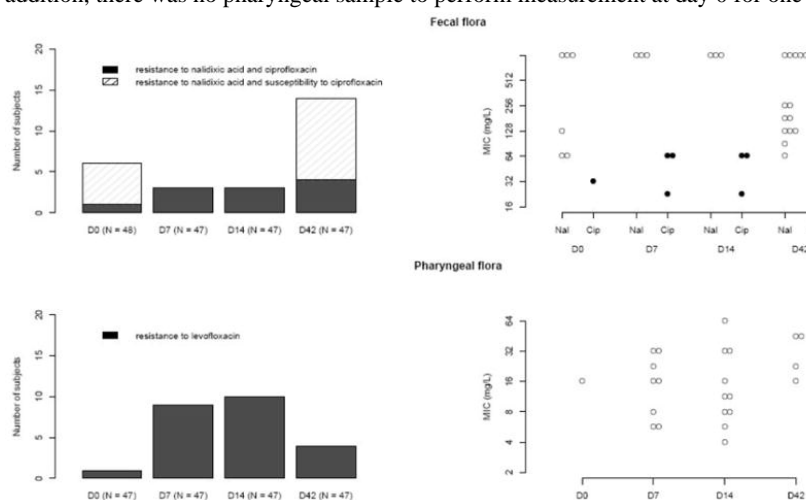 addition, there was no pharyngeal sample to perform measurement at day 0 for one
Fecal flora
20
15
10
5
0
Number of subjects
resistance to nalidixic acid and ciprofloxacin
resistance to nalidixic acid and susceptibility to ciprofloxacin
D0 (N = 48) D7 (N = 47) D14 (N = 47) D42 (N = 47)
512
256
128
64
32
16
MIC (mg/L)
Nal Cip Nal Cip Nal Cip Nal
D0 D7 D14 D42
Pharyngeal flora
20
15
10
5
0
Number of subjects
resistance to levofloxacin
D0 (N = 47) D7 (N = 47) D14 (N = 47) D42 (N = 47)
64
32
16
8
4
2
MIC (mg/L)
D0 D7 D14 D42